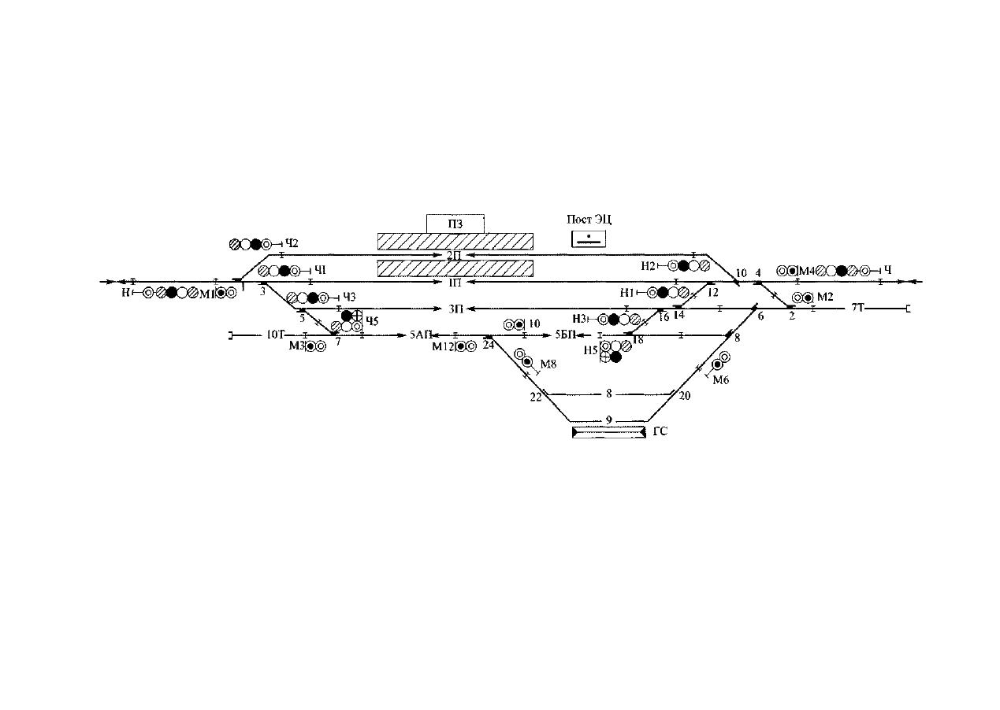 ПЗ
Пост ЭЦ
Ч2
2П
Ч1
Н2
10
4
М4
Ч
1П
Н
М1
1
3
Ч3
Н1
12
М2
3П
5
16
14
6
2
7Т
Ч5
Н3
10Т
7
5АП
10
5БП
18
8
М3
М12
24
Н5
М8
М6
22
8
20
9
ГС